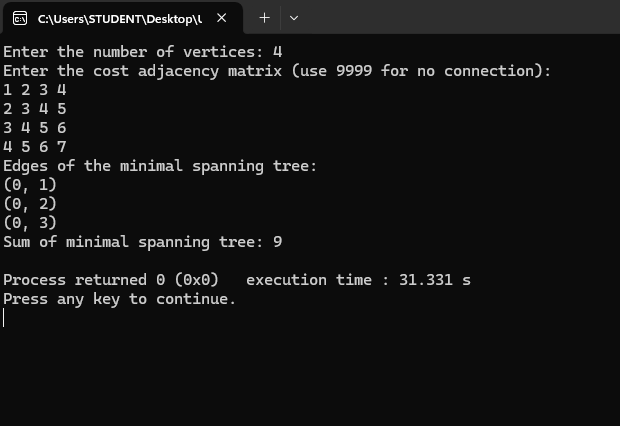 C:\Users\STUDENT\Desktop\U
Enter the number of vertices: 4
Enter the cost adjacency matrix (use 9999 for no connection):
1 2 3 4
2 3 4 5
3 4 5 6
4 5 6 7
Edges of the minimal spanning tree:
(0, 1)
(0, 2)
(0, 3)
Sum of minimal spanning tree: 9
Process returned 0 (0x0)   execution time : 31.331 s
Press any key to continue.